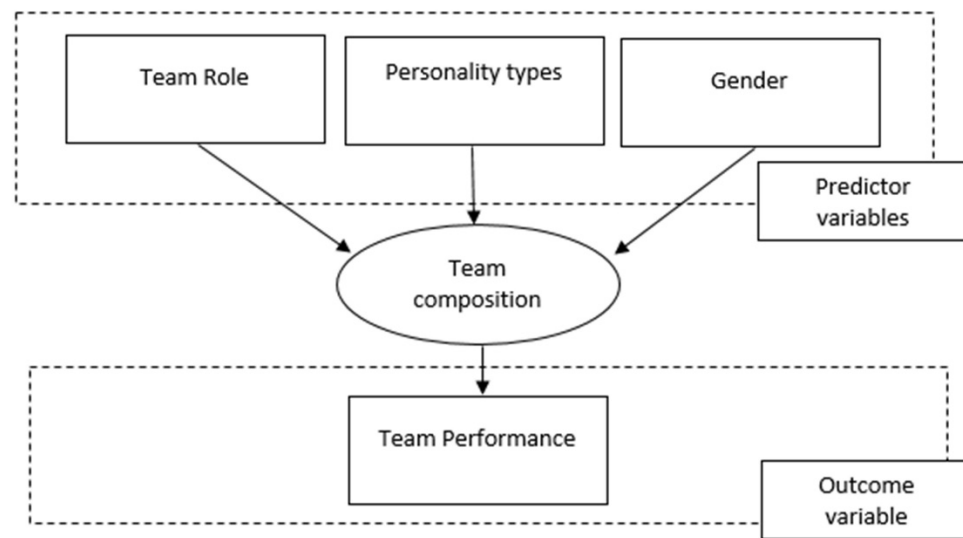 Team Role
Personality types
Gender
Predictor
variables
Team
composition
Team Performance
Outcome
variable